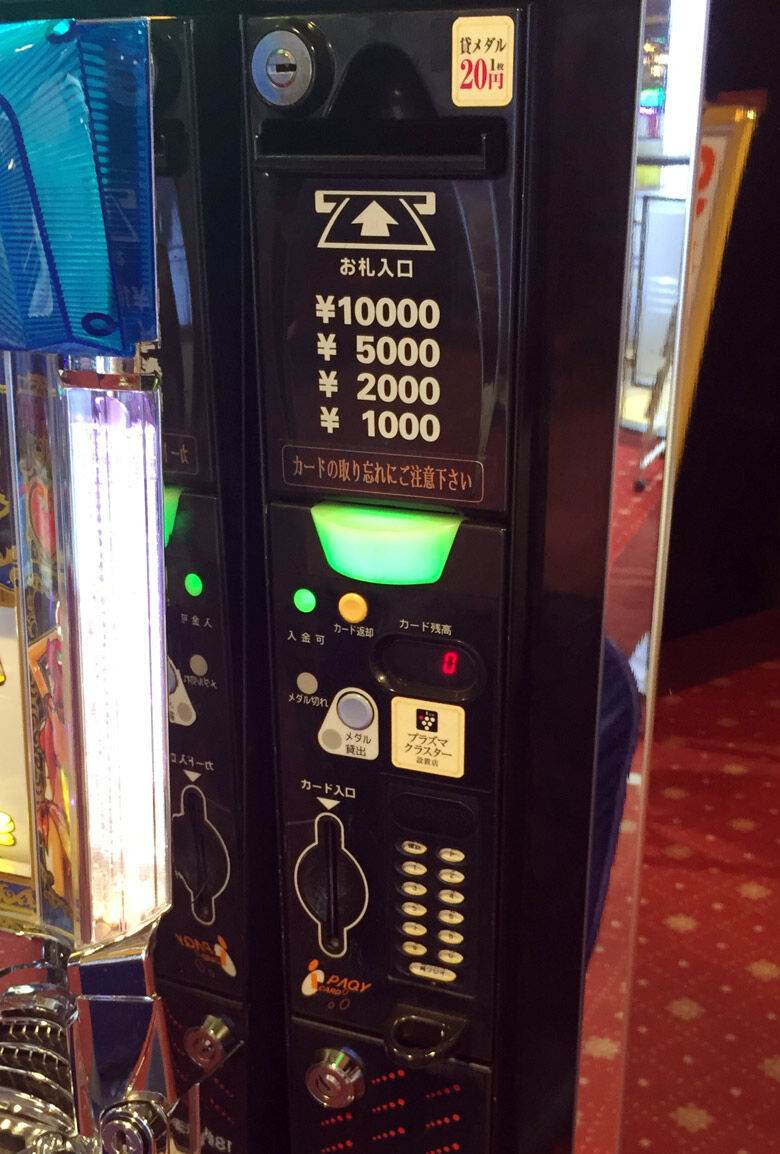 貸メダル
1枚
20円
お札入口
¥10000
¥ 5000
¥ 2000
¥ 1000
カードの取り忘れにご注意下さい
入金可
カード返却
カード残高
0
メダル切れ
メダル
貸出
プラズマ
クラスター
設置店
カード入口
PAQY
CARD